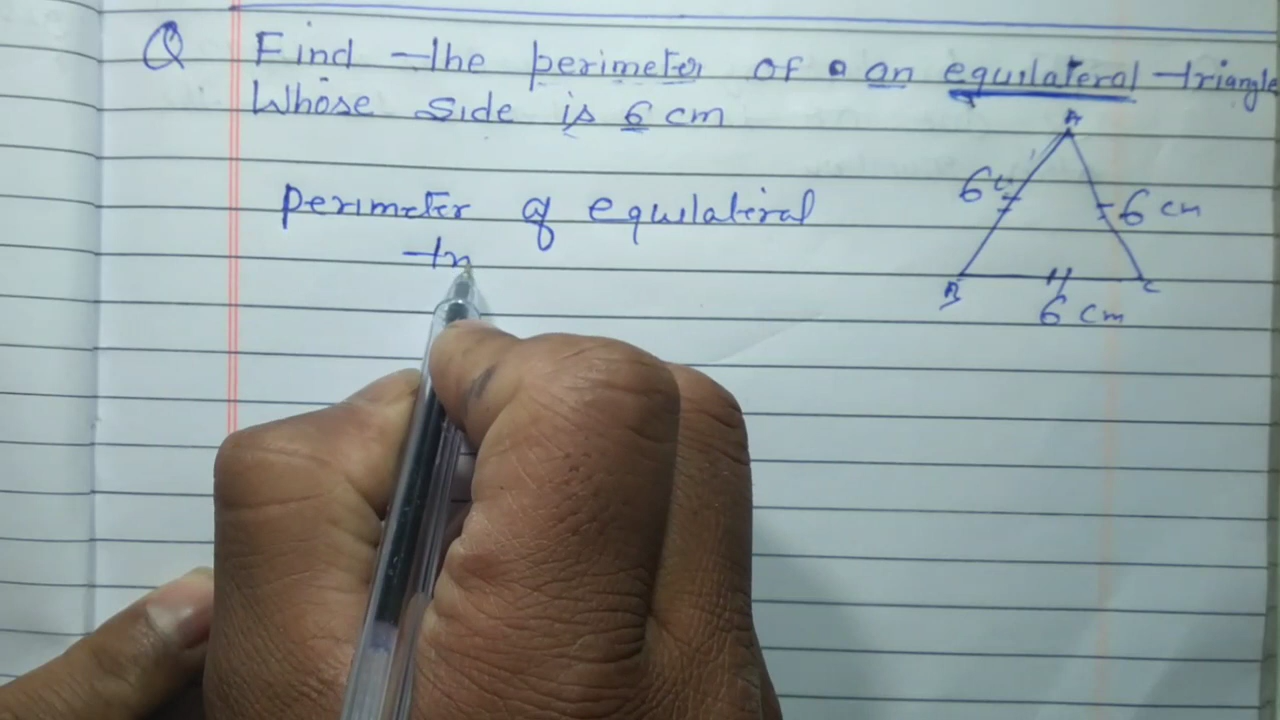 Q Find the perimeter of an equilateral triangle
Whose side is 6 cm
A
6 cm
6 cm
perimeter of equilateral
tri
B
C
6 cm